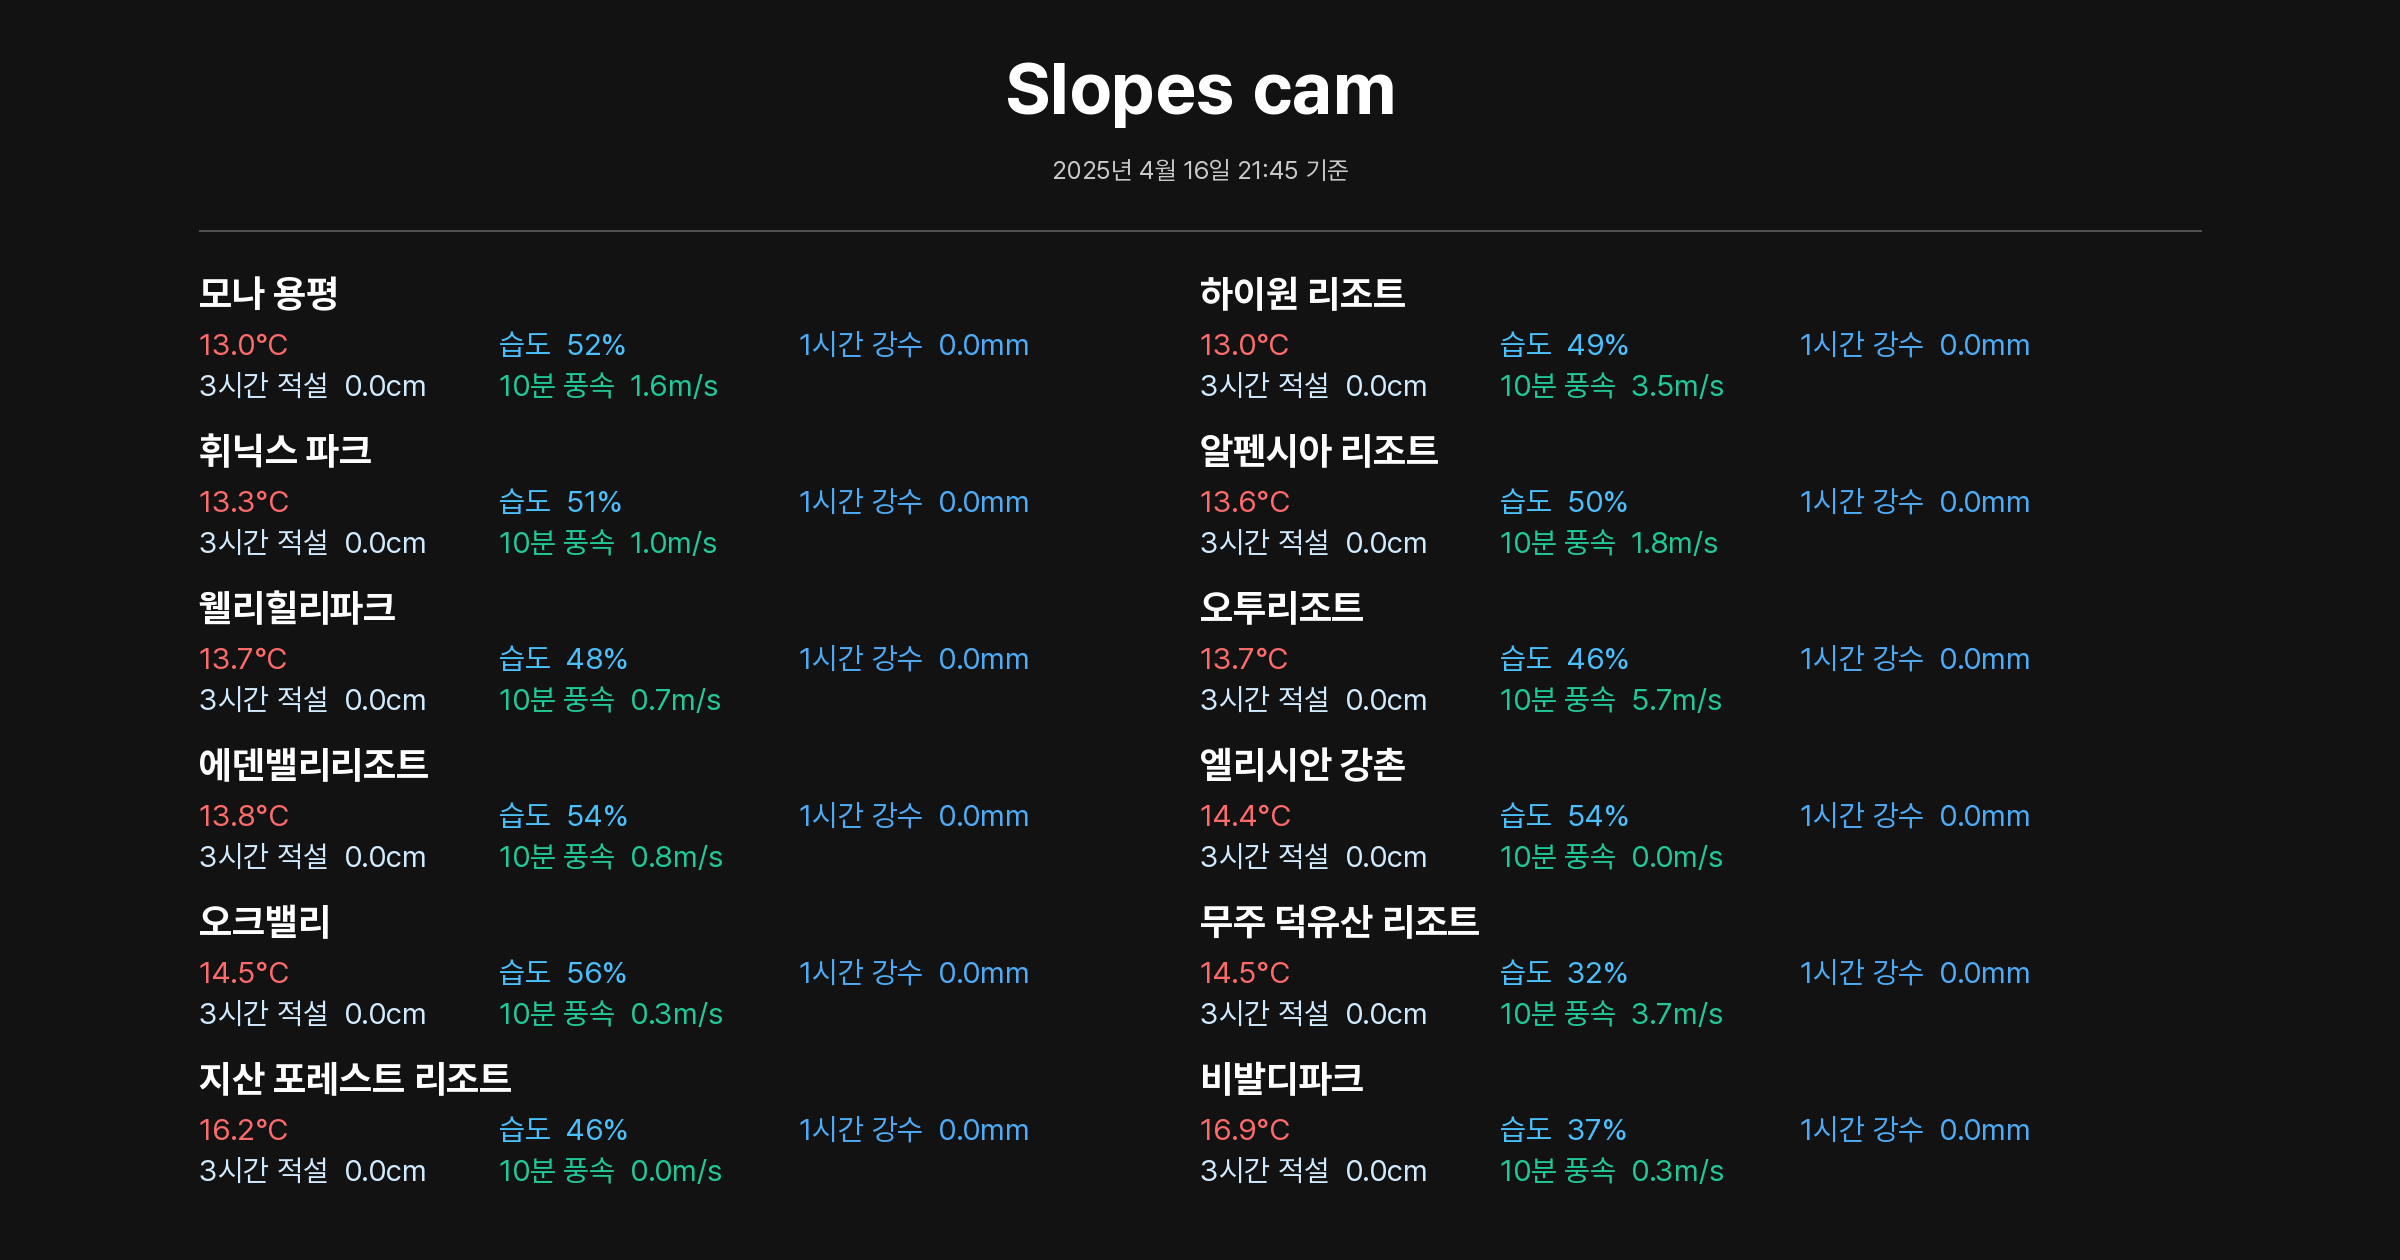 Slopes cam
2025년 4월 16일 21:45 기준
모나 용평
13.0°C 습도 52% 1시간 강수 0.0mm
3시간 적설 0.0cm 10분 풍속 1.6m/s
하이원 리조트
13.0°C 습도 49% 1시간 강수 0.0mm
3시간 적설 0.0cm 10분 풍속 3.5m/s
휘닉스 파크
13.3°C 습도 51% 1시간 강수 0.0mm
3시간 적설 0.0cm 10분 풍속 1.0m/s
알펜시아 리조트
13.6°C 습도 50% 1시간 강수 0.0mm
3시간 적설 0.0cm 10분 풍속 1.8m/s
웰리힐리파크
13.7°C 습도 48% 1시간 강수 0.0mm
3시간 적설 0.0cm 10분 풍속 0.7m/s
오투리조트
13.7°C 습도 46% 1시간 강수 0.0mm
3시간 적설 0.0cm 10분 풍속 5.7m/s
에덴밸리리조트
13.8°C 습도 54% 1시간 강수 0.0mm
3시간 적설 0.0cm 10분 풍속 0.8m/s
엘리시안 강촌
14.4°C 습도 54% 1시간 강수 0.0mm
3시간 적설 0.0cm 10분 풍속 0.0m/s
오크밸리
14.5°C 습도 56% 1시간 강수 0.0mm
3시간 적설 0.0cm 10분 풍속 0.3m/s
무주 덕유산 리조트
14.5°C 습도 32% 1시간 강수 0.0mm
3시간 적설 0.0cm 10분 풍속 3.7m/s
지산 포레스트 리조트
16.2°C 습도 46% 1시간 강수 0.0mm
3시간 적설 0.0cm 10분 풍속 0.0m/s
비발디파크
16.9°C 습도 37% 1시간 강수 0.0mm
3시간 적설 0.0cm 10분 풍속 0.3m/s